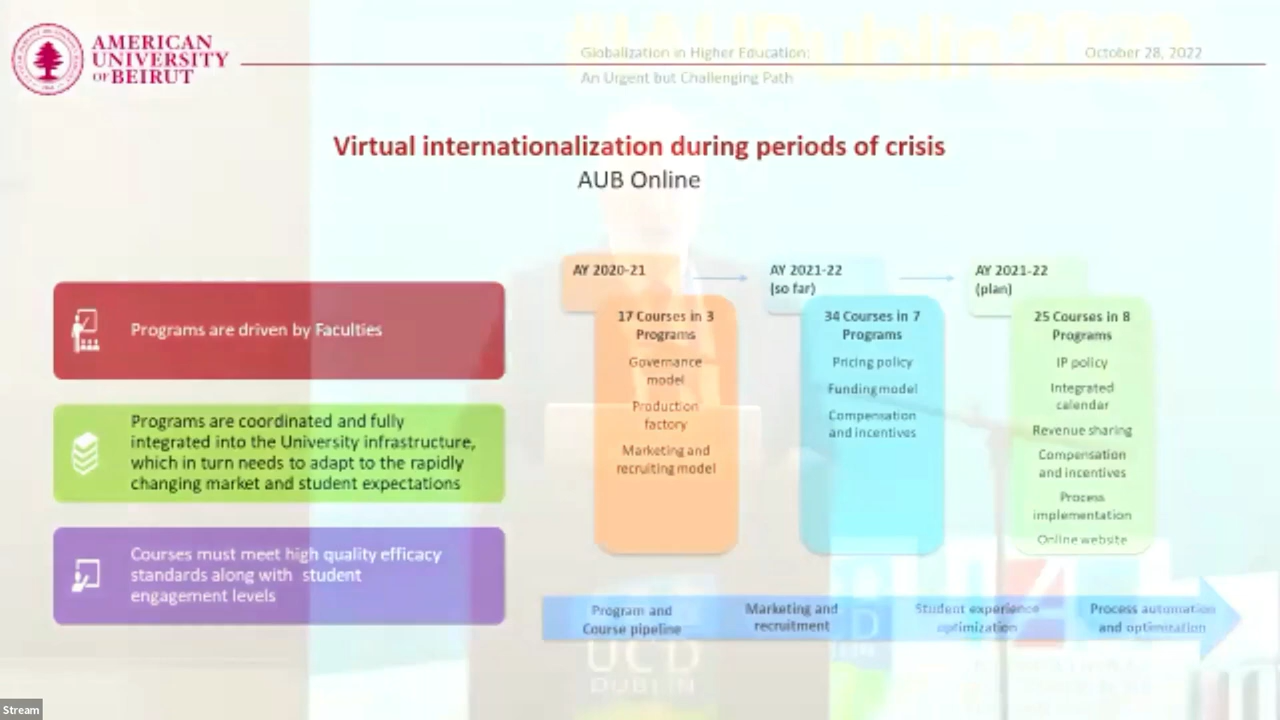 AMERICAN
UNIVERSITY
OF BEIRUT
Globalization in Higher Education:
An Urgent but Challenging Path
October 28, 2022
Virtual internationalization during periods of crisis
AUB Online
Programs are driven by Faculties
Programs are coordinated and fully
integrated into the University infrastructure,
which in turn needs to adapt to the rapidly
changing market and student expectations
Courses must meet high quality efficacy
standards along with student
engagement levels
AY 2020-21
17 Courses in 3
Programs
Governance
model
Production
factory
Marketing and
recruiting model
AY 2021-22
(so far)
34 Courses in 7
Programs
Pricing policy
Funding model
Compensation
and incentives
AY 2021-22
(plan)
25 Courses in 8
Programs
IP policy
Integrated
calendar
Revenue sharing
Compensation
and incentives
Process
implementation
Online website
Program and
Course pipeline
Marketing and
recruitment
Student experience
optimization
Process automation
and optimization
UCD
DUBLIN
Stream